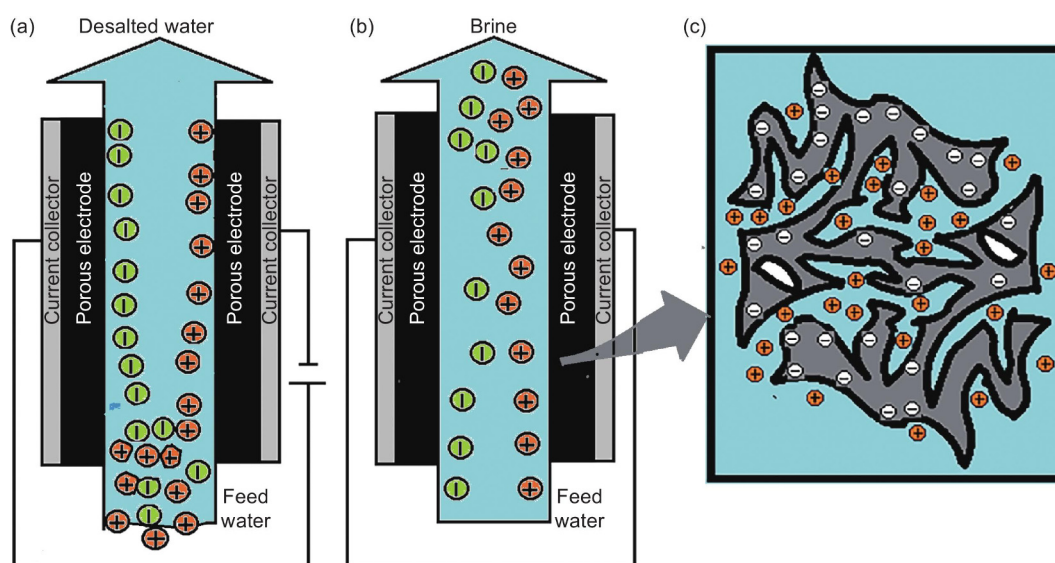 (a)
Desalted water
Current collector
Porous electrode
Porous electrode
Current collector
Feed
water
(b)
Brine
Current collector
Porous electrode
Porous electrode
Current collector
Feed
water
(c)